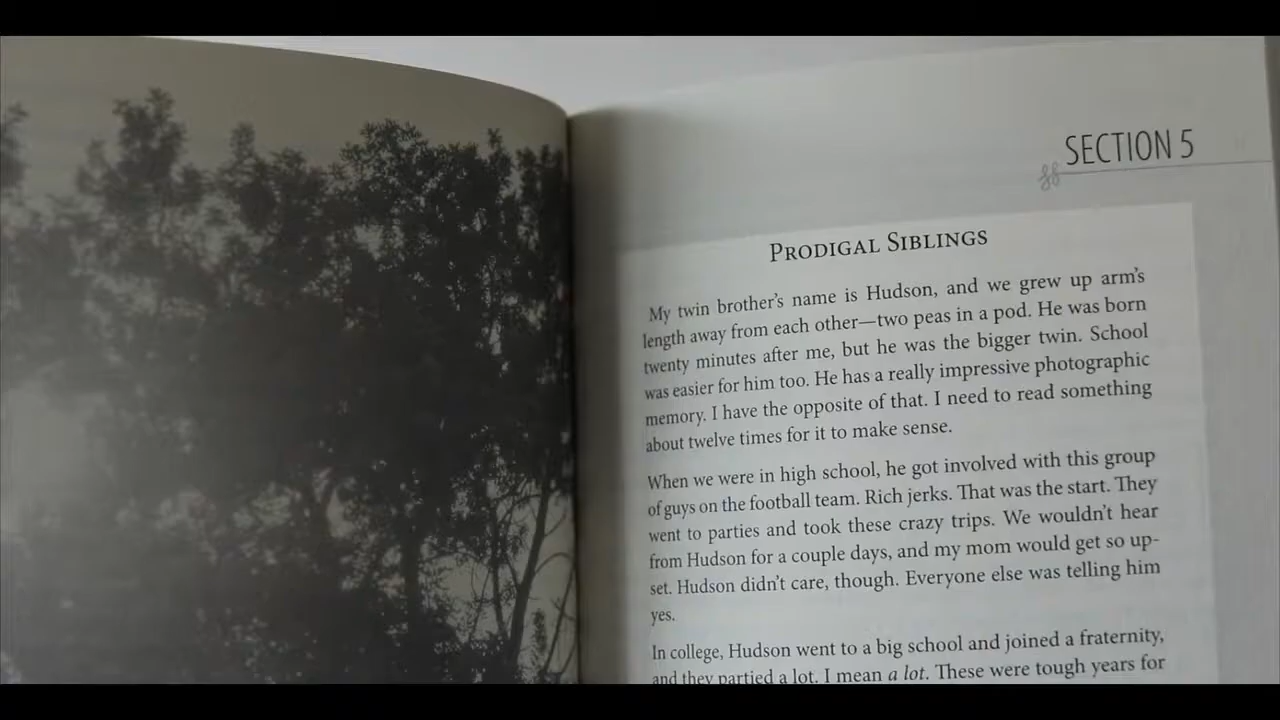 SECTION 5
PRODIGAL SIBLINGS
My twin brother's name is Hudson, and we grew up arm's
length away from each other—two peas in a pod. He was born
twenty minutes after me, but he was the bigger twin. School
was easier for him too. He has a really impressive photographic
memory. I have the opposite of that. I need to read something
about twelve times for it to make sense.
When we were in high school, he got involved with this group
of guys on the football team. Rich jerks. That was the start. They
went to parties and took these crazy trips. We wouldn't hear
from Hudson for a couple days, and my mom would get so up-
set. Hudson didn't care, though. Everyone else was telling him
yes.
In college, Hudson went to a big school and joined a fraternity,
and they partied a lot. I mean a lot. These were tough years for